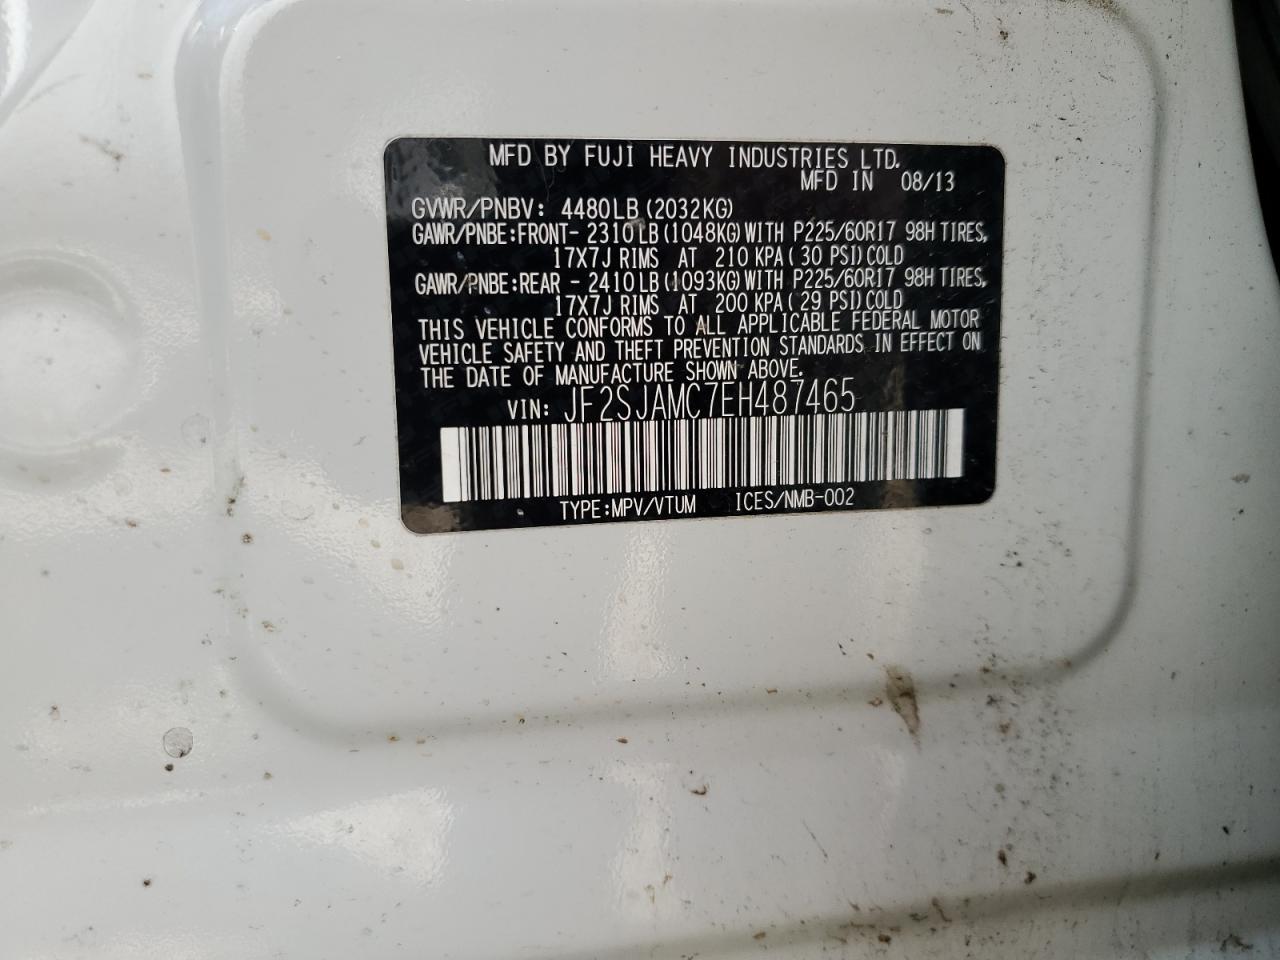 MFD BY FUJI HEAVY INDUSTRIES LTD.
MFD IN 08/13
GVWR/PNBV: 4480LB(2032KG)
GAWR/PNBE:FRONT- 2310LB(1048KG)WITH P225/60R17 98H TIRES,
17X7J RIMS AT 210 KPA(30 PSI)COLD
GAWR/PNBE:REAR - 2410LB(1093KG)WITH P225/60R17 98H TIRES,
17X7J RIMS AT 200 KPA(29 PSI)COLD
THIS VEHICLE CONFORMS TO ALL APPLICABLE FEDERAL MOTOR
VEHICLE SAFETY AND THEFT PREVENTION STANDARDS IN EFFECT ON
THE DATE OF MANUFACTURE SHOWN ABOVE.
VIN: JF2SJAMC7EH487465
TYPE:MPV/VTUM ICES/NMB-002